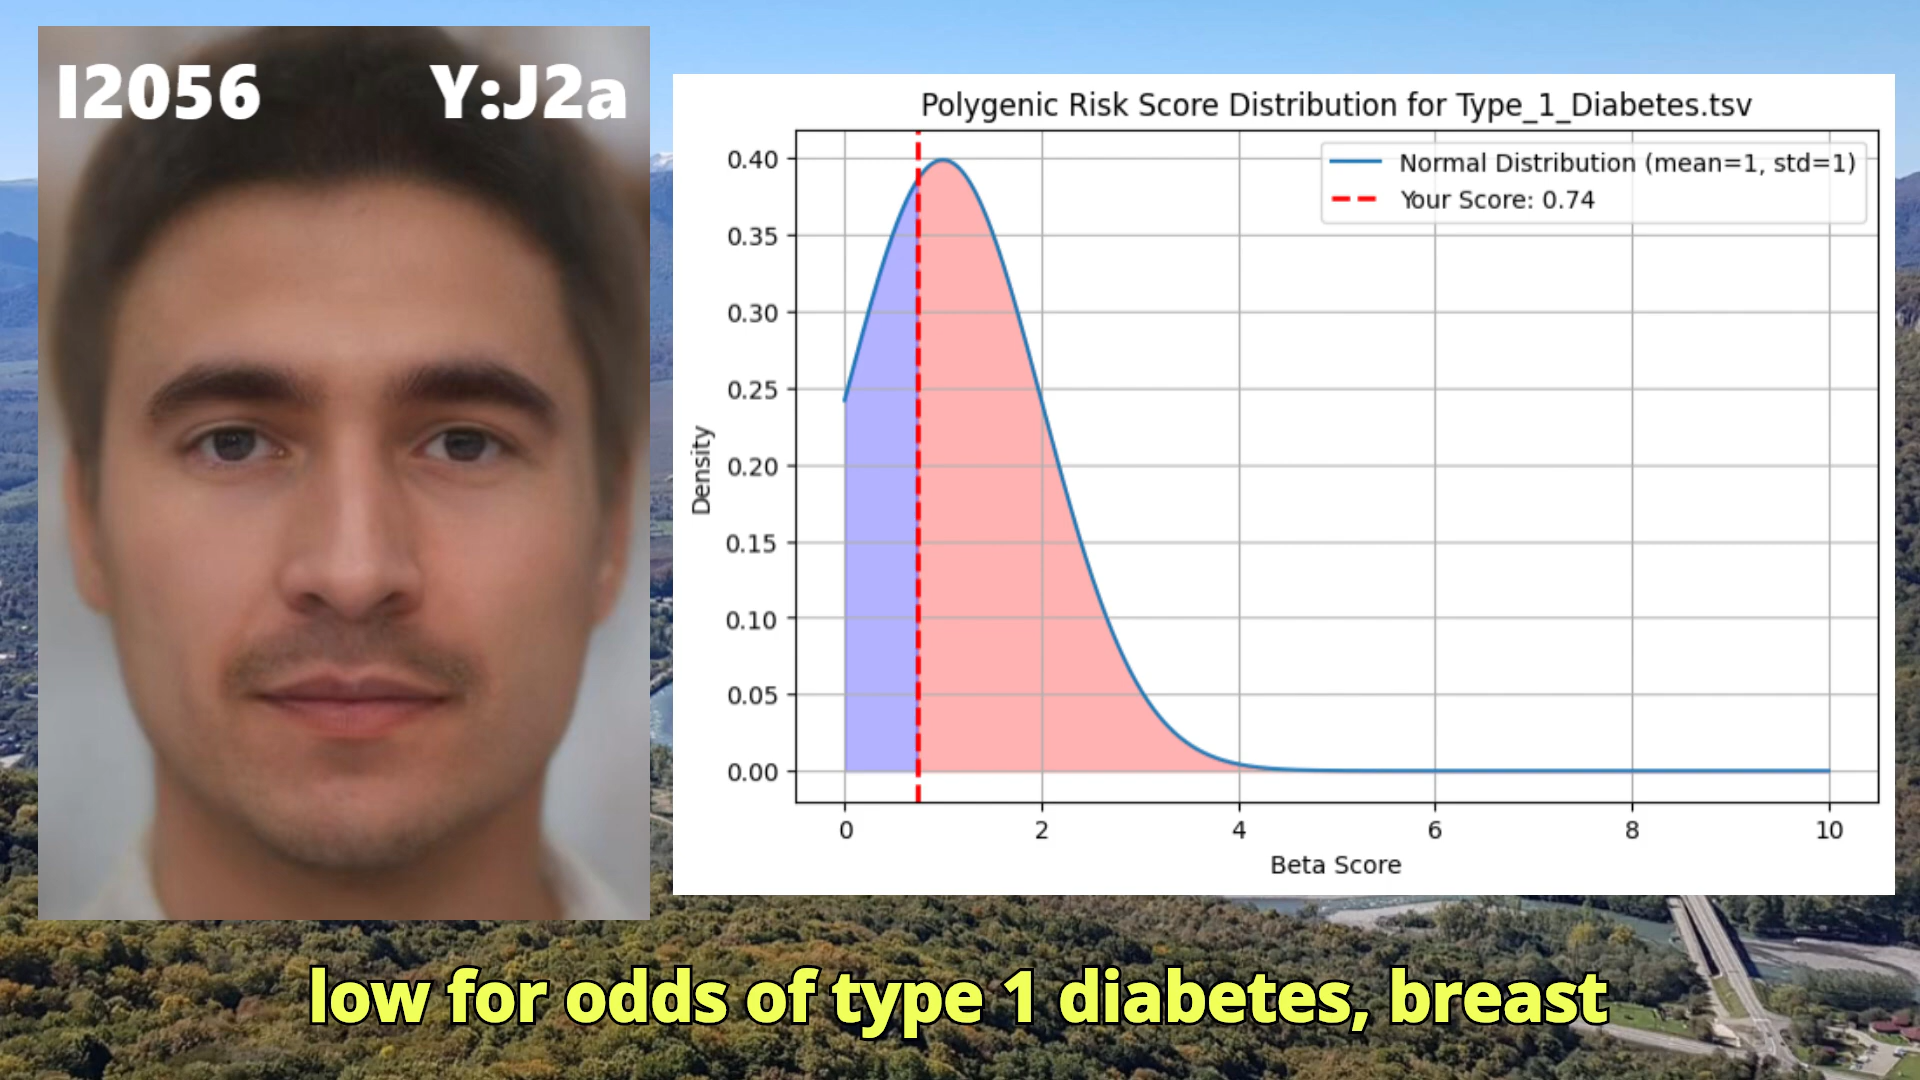 I2056
Y:J2a
Polygenic Risk Score Distribution for Type_1_Diabetes.tsv
Normal Distribution (mean=1, std=1)
Your Score: 0.74
0.40
0.35
0.30
0.25
0.20
0.15
0.10
0.05
0.00
Density
0 2 4 6 8 10
Beta Score
low for odds of type 1 diabetes, breast